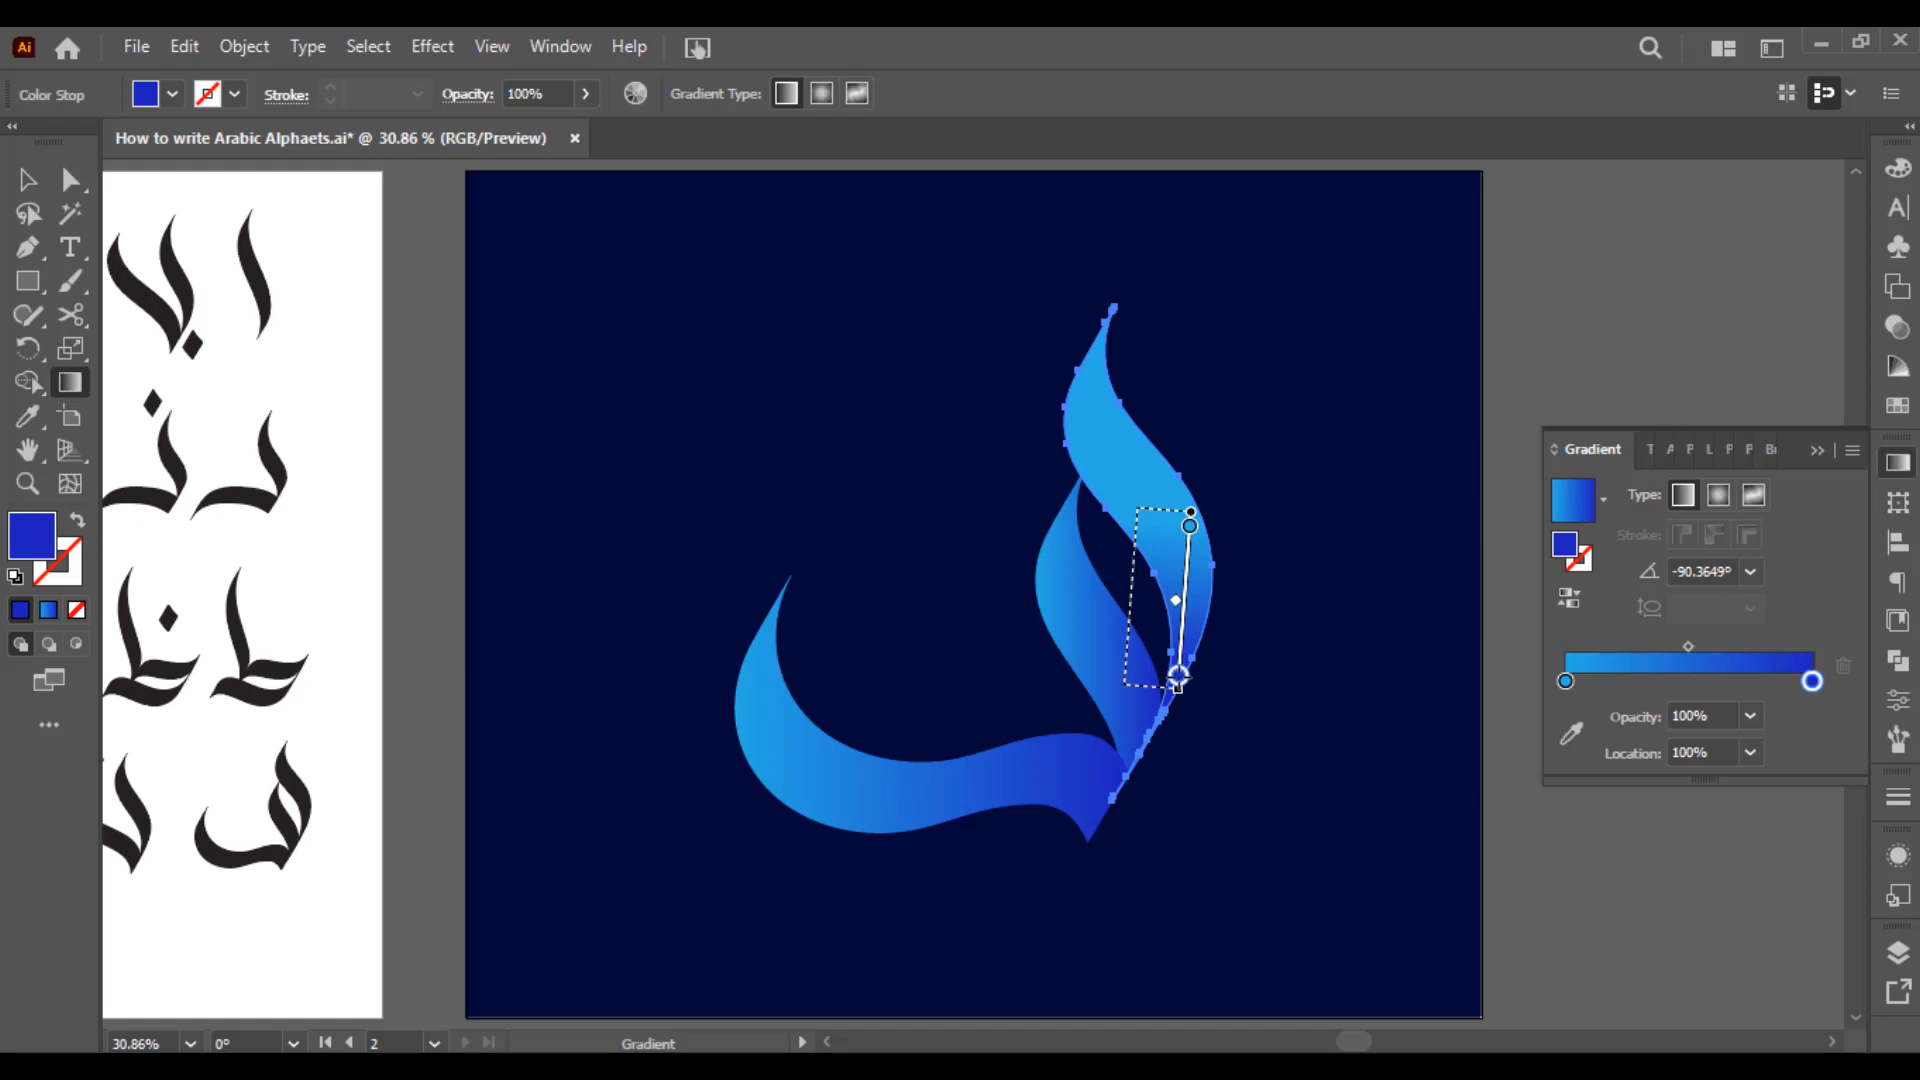 Ai File Edit Object Type Select Effect View Window Help
Color Stop Stroke: Opacity: 100% Gradient Type:
How to write Arabic Alphaets.ai* @ 30.86 % (RGB/Preview)
Gradient T A P L P P Bi
Type:
Stroke:
-90.3649°
Opacity: 100%
Location: 100%
30.86% 0° 2 Gradient